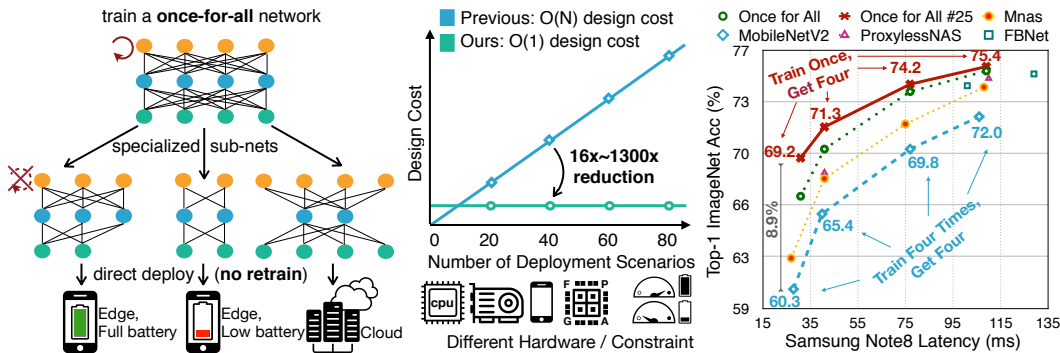 train a once-for-all network
specialized sub-nets
direct deploy (no retrain)
Edge,
Full battery
Edge,
Low battery
Cloud
Previous: O(N) design cost
Ours: O(1) design cost
Design Cost
16x~1300x
reduction
0 20 40 60 80
Number of Deployment Scenarios
cpu
F P
G A
Different Hardware / Constraint
Once for All
Once for All #25
Mnas
MobileNetV2
ProxylessNAS
FBNet
Top-1 ImageNet Acc (%)
77
73
70
66
63
59
Train Once,
Get Four
75.4
74.2
71.3
69.2
72.0
69.8
65.4
60.3
8.9%
Train Four Times,
Get Four
15 35 55 75 95 115 135
Samsung Note8 Latency (ms)